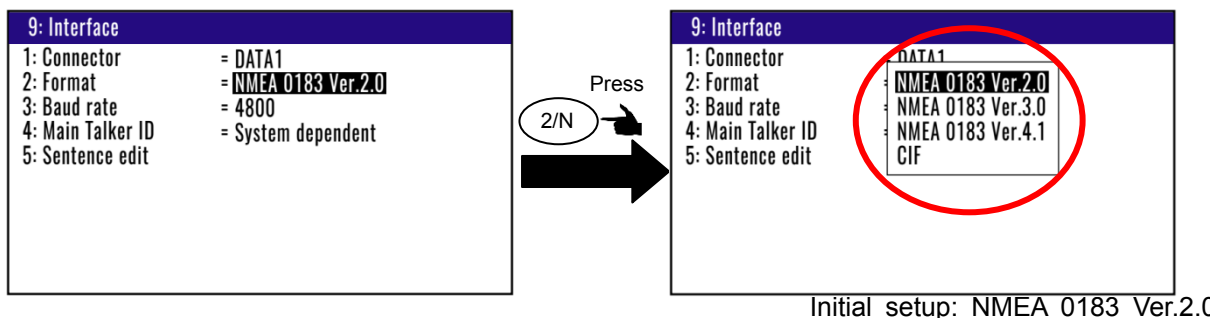 9: Interface
1: Connector = DATA1
2: Format = NMEA 0183 Ver.2.0
3: Baud rate = 4800
4: Main Talker ID = System dependent
5: Sentence edit
Press
2/N
9: Interface
1: Connector = DATA1
2: Format NMEA 0183 Ver.2.0
3: Baud rate NMEA 0183 Ver.3.0
4: Main Talker ID NMEA 0183 Ver.4.1
5: Sentence edit CIF
Initial setup: NMEA 0183 Ver.2.0